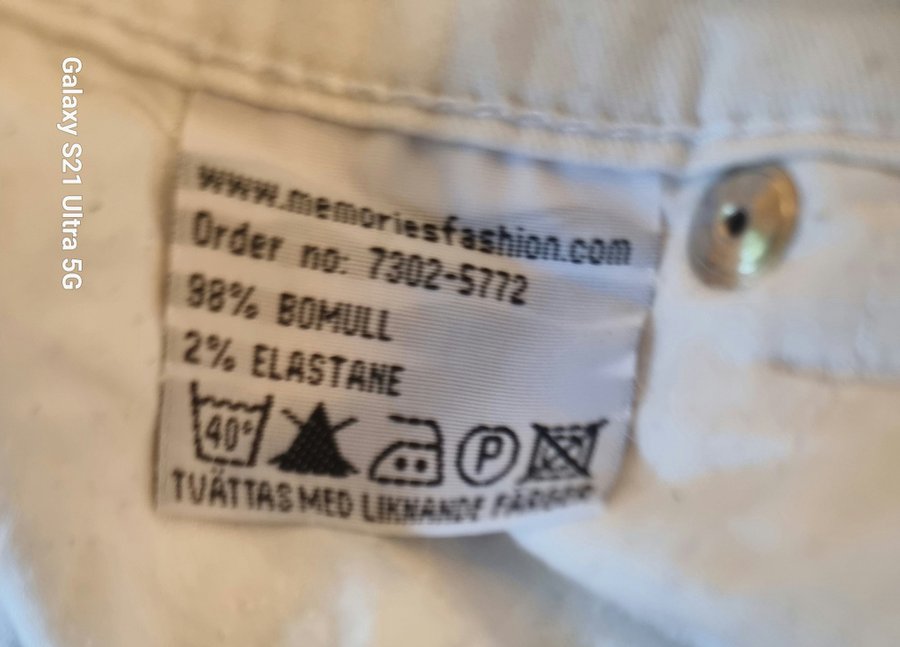 www.memoriesfashion.com
Order no: 7302-5772
98% BOMULL
2% ELASTANE
40°
P
TVÄTTAS MED LIKNANDE FÄRGER
Galaxy S21 Ultra 5G